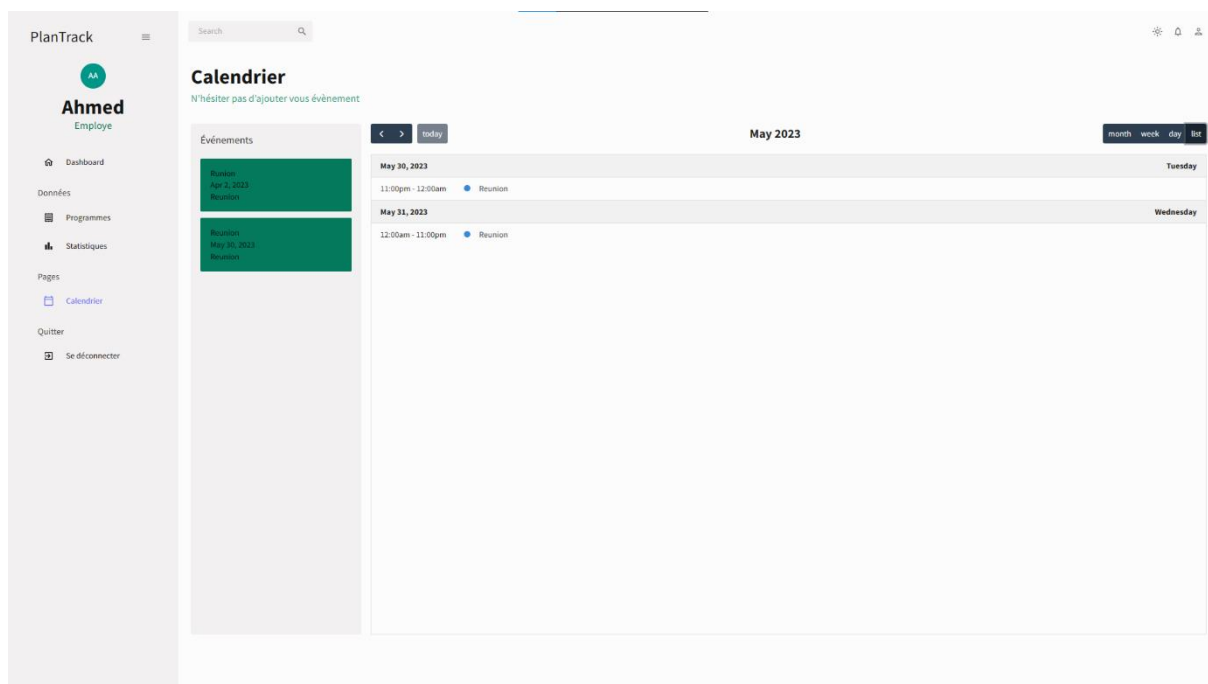 PlanTrack
Search
AA
Ahmed
Employe
Dashboard
Données
Programmes
Statistiques
Pages
Calendrier
Quitter
Se déconnecter
Calendrier
N'hésiter pas d'ajouter vous évènement
Événements
Runion
Apr 2, 2023
Reunion
Reunion
May 30, 2023
Reunion
today
May 2023
month week day list
May 30, 2023 Tuesday
11:00pm - 12:00am Reunion
May 31, 2023 Wednesday
12:00am - 11:00pm Reunion